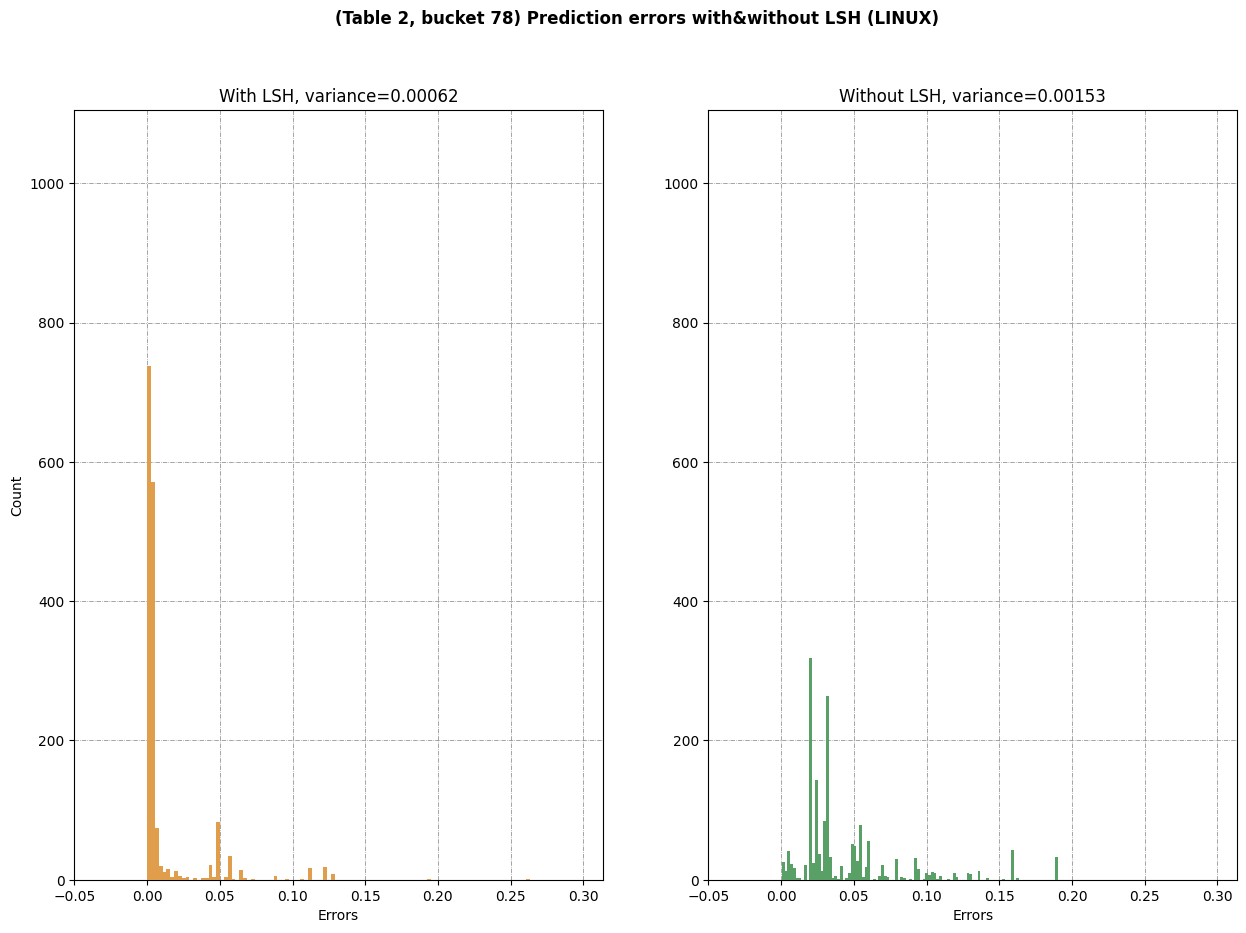 (Table 2, bucket 78) Prediction errors with&without LSH (LINUX)
With LSH, variance=0.00062
1000
800
600
400
200
0
Count
−0.05 0.00 0.05 0.10 0.15 0.20 0.25 0.30
Errors
Without LSH, variance=0.00153
1000
800
600
400
200
0
−0.05 0.00 0.05 0.10 0.15 0.20 0.25 0.30
Errors